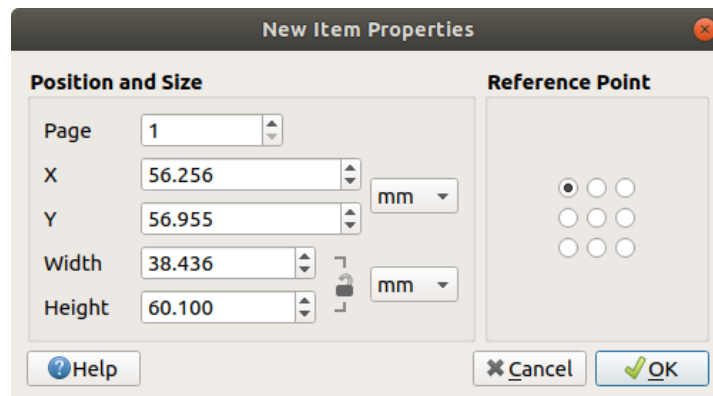 New Item Properties
Position and Size
Reference Point
Page 1
X 56.256
mm
Y 56.955
Width 38.436
mm
Height 60.100
Help
Cancel
OK